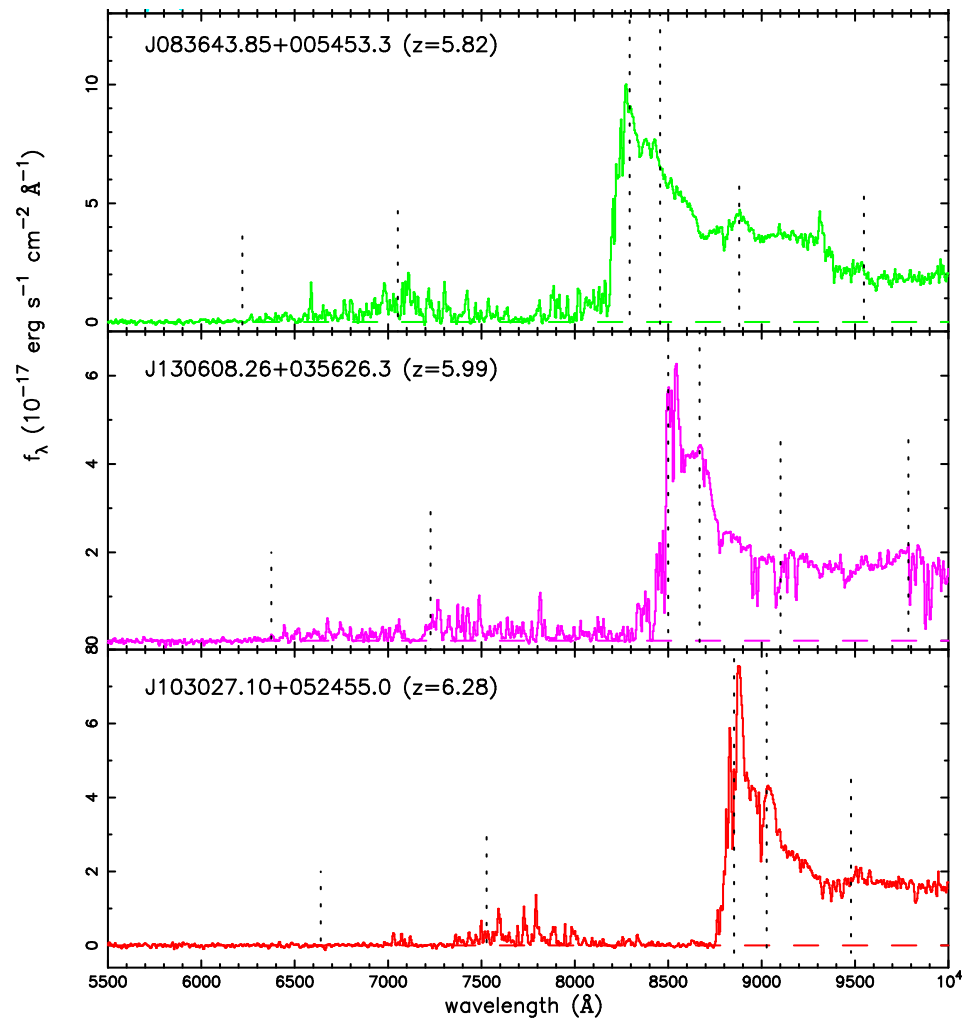 J083643.85+005453.3 (z=5.82)
10
5
0
J130608.26+035626.3 (z=5.99)
6
4
2
0
8
J103027.10+052455.0 (z=6.28)
6
4
2
0
f_λ (10⁻¹⁷ erg s⁻¹ cm⁻² Å⁻¹)
5500 6000 6500 7000 7500 8000 8500 9000 9500 10⁴
wavelength (Å)